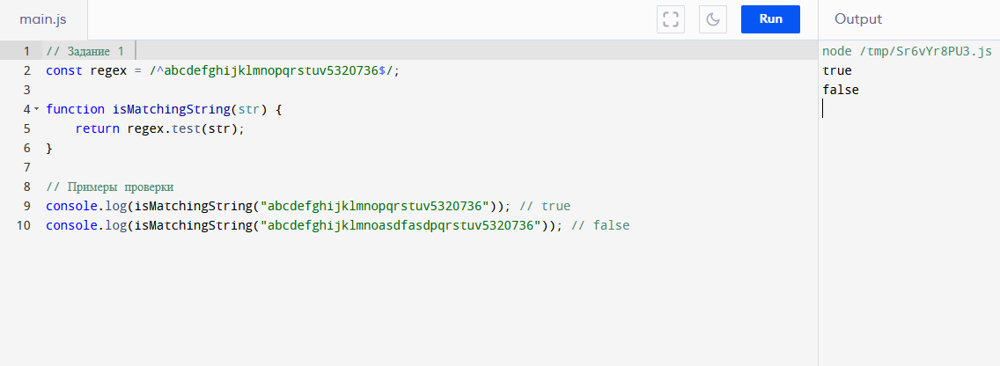 main.js
Run
Output
1 // Задание 1
2 const regex = /^abcdefghijklmnopqrstuv5320736$/;
3
4 function isMatchingString(str) {
5 return regex.test(str);
6 }
7
8 // Примеры проверки
9 console.log(isMatchingString("abcdefghijklmnopqrstuv5320736")); // true
10 console.log(isMatchingString("abcdefghijklmnoasdfasdpqrstuv5320736")); // false
node /tmp/Sr6vYr8PU3.js
true
false